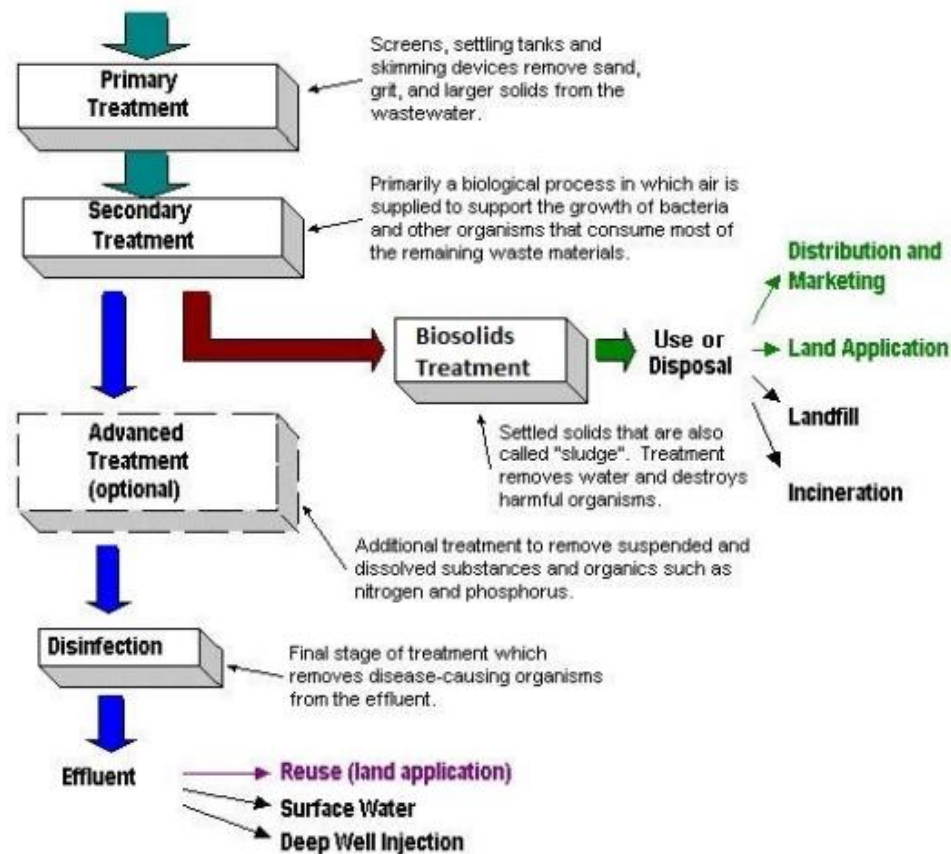 Primary
Treatment
Screens, settling tanks and
skimming devices remove sand,
grit, and larger solids from the
wastewater.
Secondary
Treatment
Primarily a biological process in which air is
supplied to support the growth of bacteria
and other organisms that consume most of
the remaining waste materials.
Biosolids
Treatment
Use or
Disposal
Distribution and
Marketing
Land Application
Landfill
Incineration
Settled solids that are also
called "sludge". Treatment
removes water and destroys
harmful organisms.
Advanced
Treatment
(optional)
Additional treatment to remove suspended and
dissolved substances and organics such as
nitrogen and phosphorus.
Disinfection
Final stage of treatment which
removes disease-causing organisms
from the effluent.
Effluent
Reuse (land application)
Surface Water
Deep Well Injection